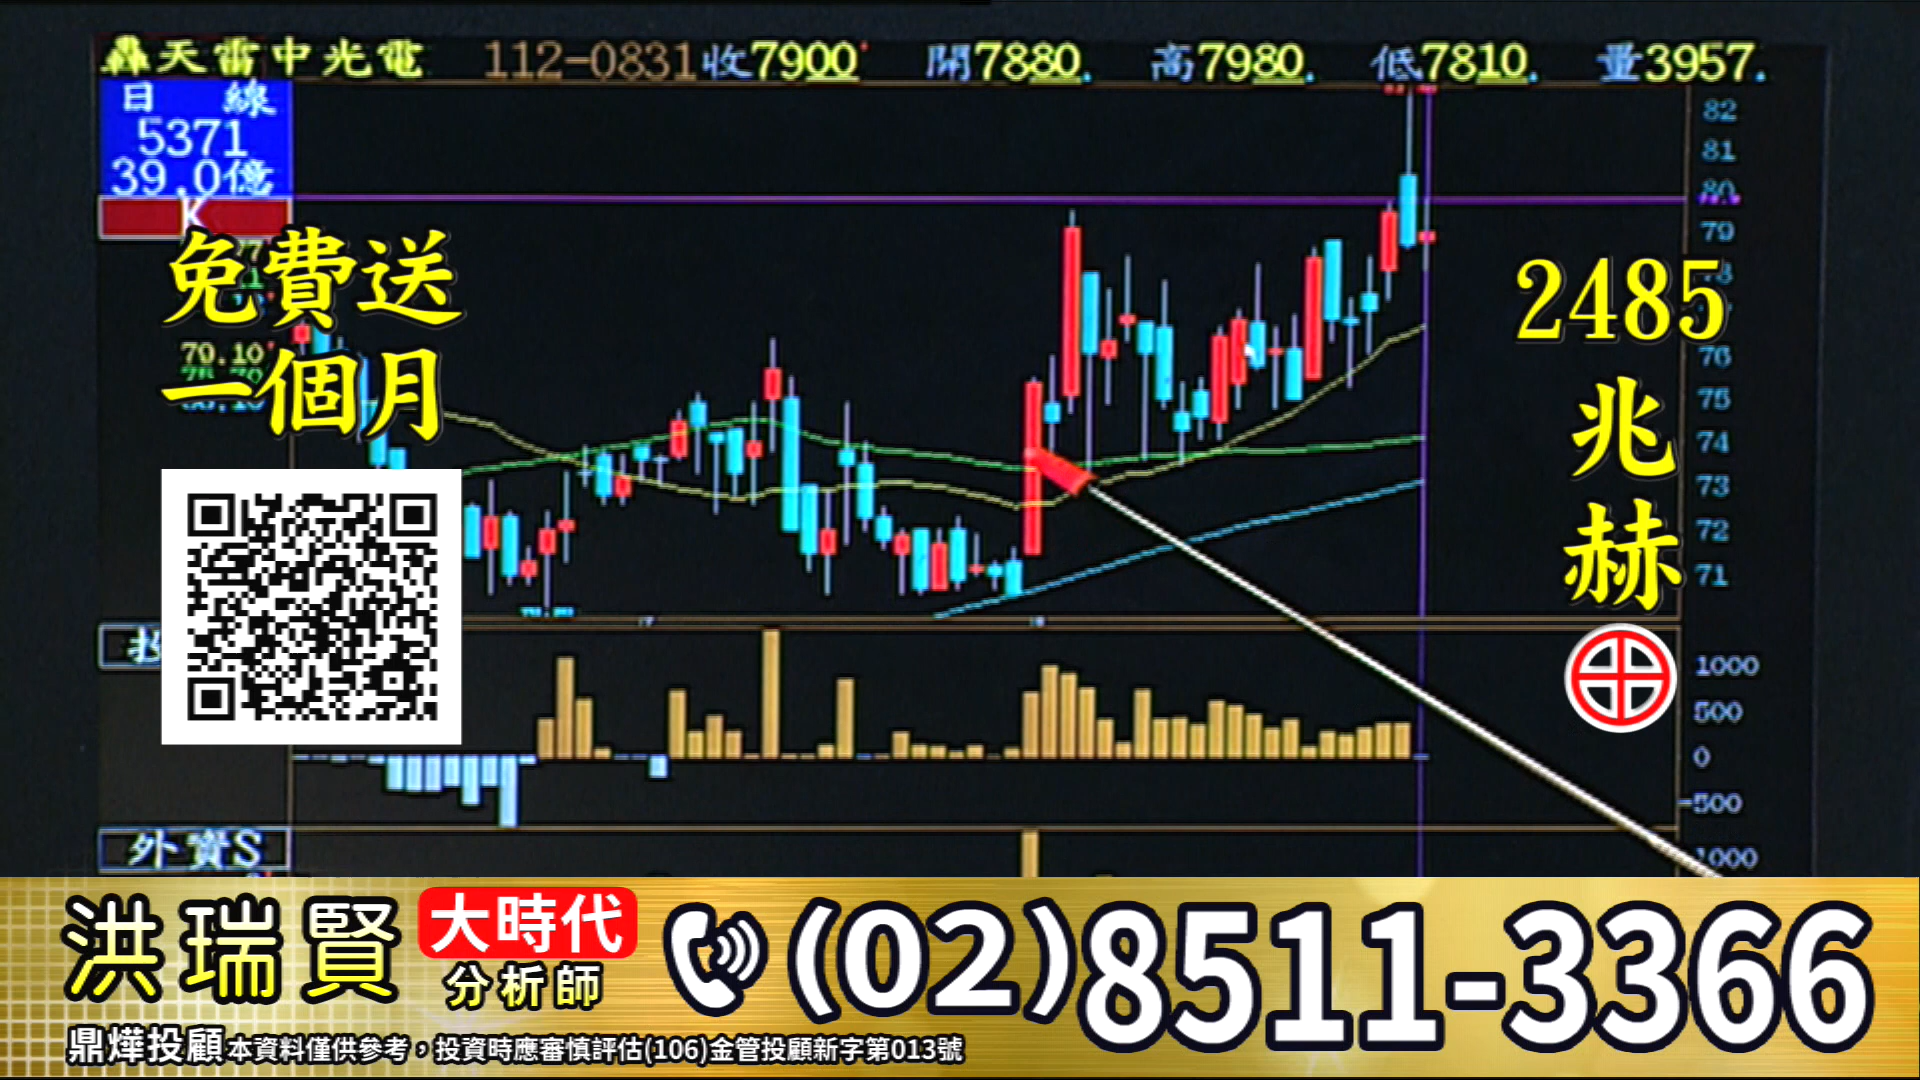 轟天雷中光電 112-0831收7900 開7880. 高7980. 低7810. 量3957.
日 線
5371
39.0億
K
免費送
一個月
2485
兆
赫
82
81
80
79
76
75
74
73
72
71
1000
500
0
-500
外資S
1000
洪瑞賢
大時代
分析師
(02)8511-3366
鼎燁投顧 本資料僅供參考,投資時應審慎評估(106)金管投顧新字第013號